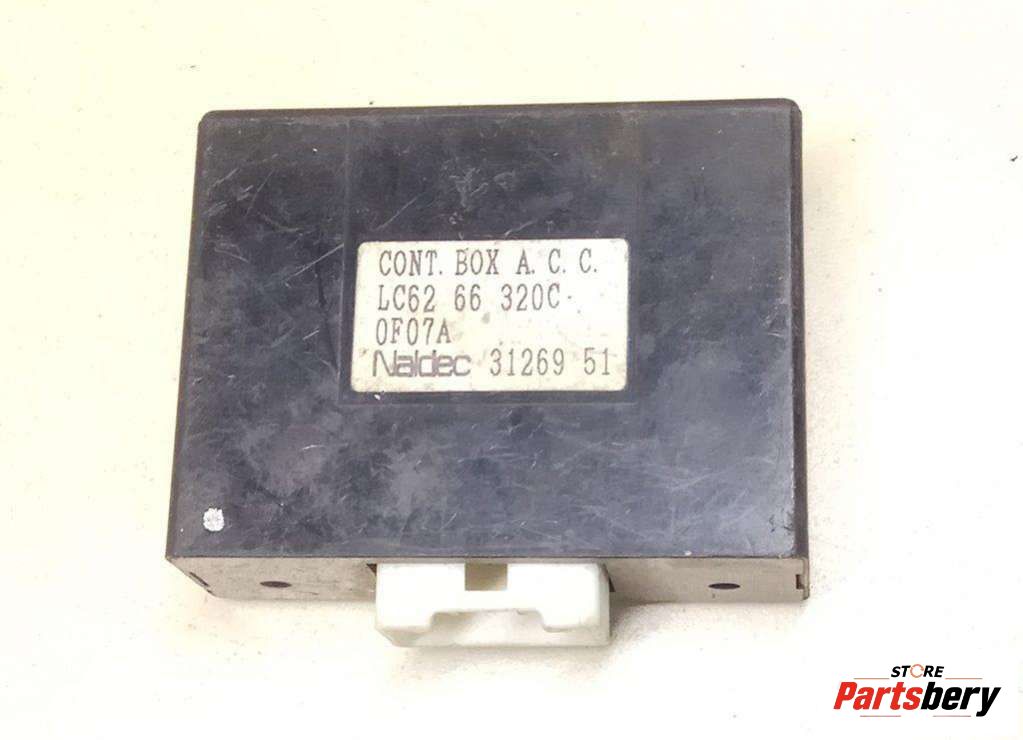 CONT. BOX A. C. C.
LC62 66 320C
0F07A
Naldec 31269 51
STORE
Partsbery